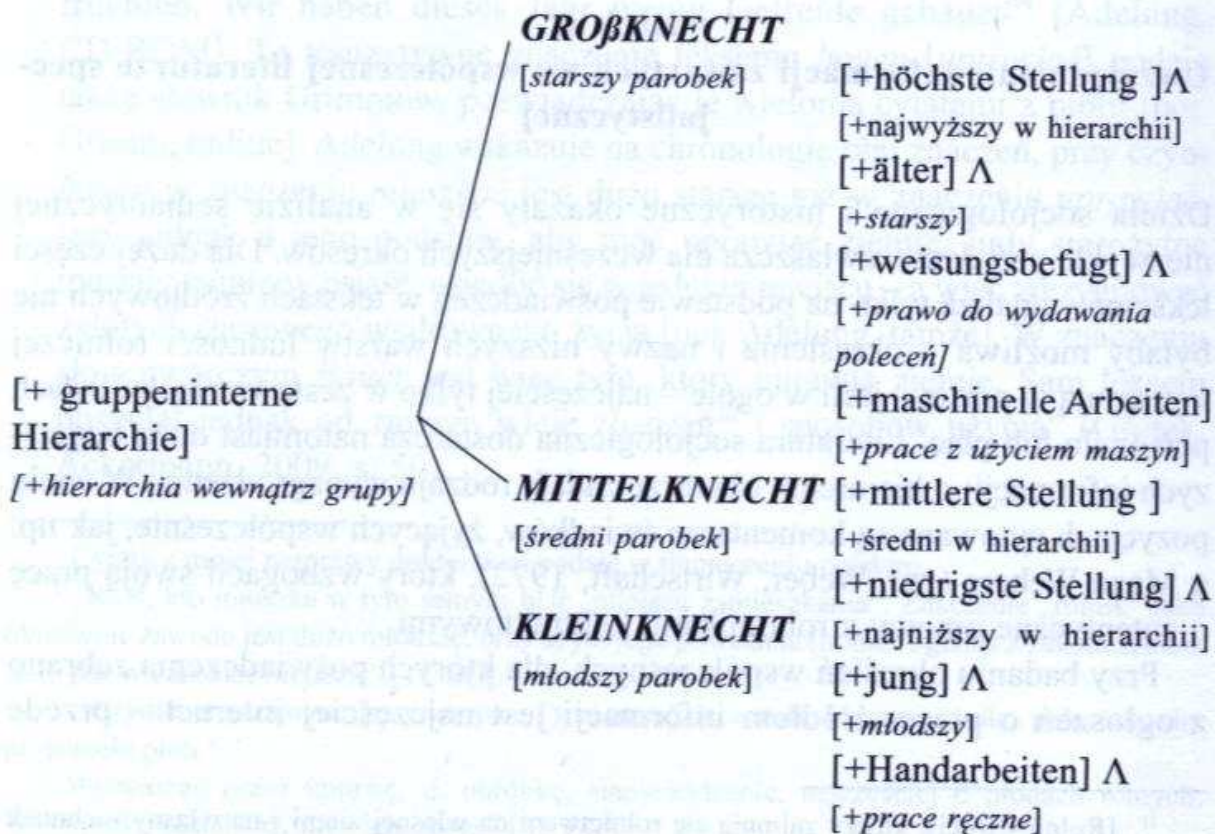 GROßKNECHT
[starszy parobek] [+höchste Stellung ]Λ
[+najwyższy w hierarchii]
[+älter] Λ
[+starszy]
[+weisungsbefugt] Λ
[+prawo do wydawania
poleceń]
[+ gruppeninterne [+maschinelle Arbeiten]
Hierarchie] [+prace z użyciem maszyn]
[+hierarchia wewnątrz grupy] MITTELKNECHT [+mittlere Stellung ]
[średni parobek] [+średni w hierarchii]
[+niedrigste Stellung] Λ
KLEINKNECHT [+najniższy w hierarchii]
[młodszy parobek] [+jung] Λ
[+młodszy]
[+Handarbeiten] Λ
[+prace ręczne]